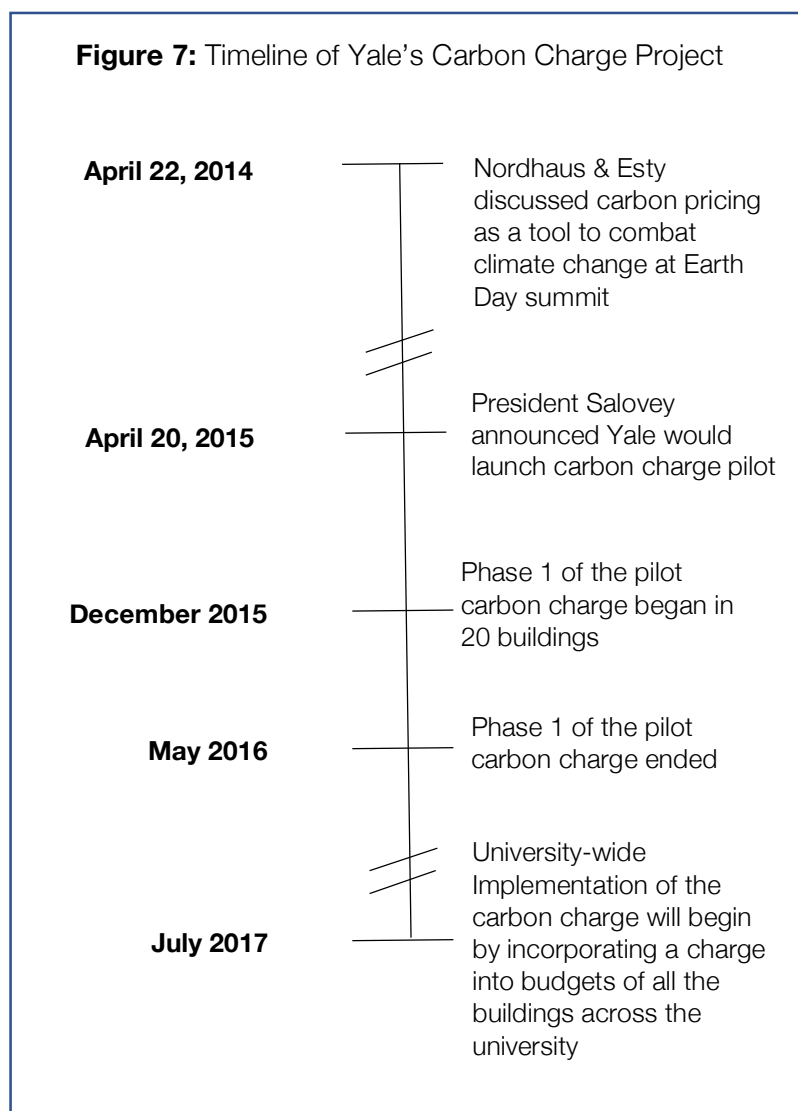 Figure 7: Timeline of Yale's Carbon Charge Project
April 22, 2014
Nordhaus & Esty
discussed carbon pricing
as a tool to combat
climate change at Earth
Day summit
April 20, 2015
President Salovey
announced Yale would
launch carbon charge pilot
December 2015
Phase 1 of the pilot
carbon charge began in
20 buildings
May 2016
Phase 1 of the pilot
carbon charge ended
July 2017
University-wide
Implementation of the
carbon charge will begin
by incorporating a charge
into budgets of all the
buildings across the
university